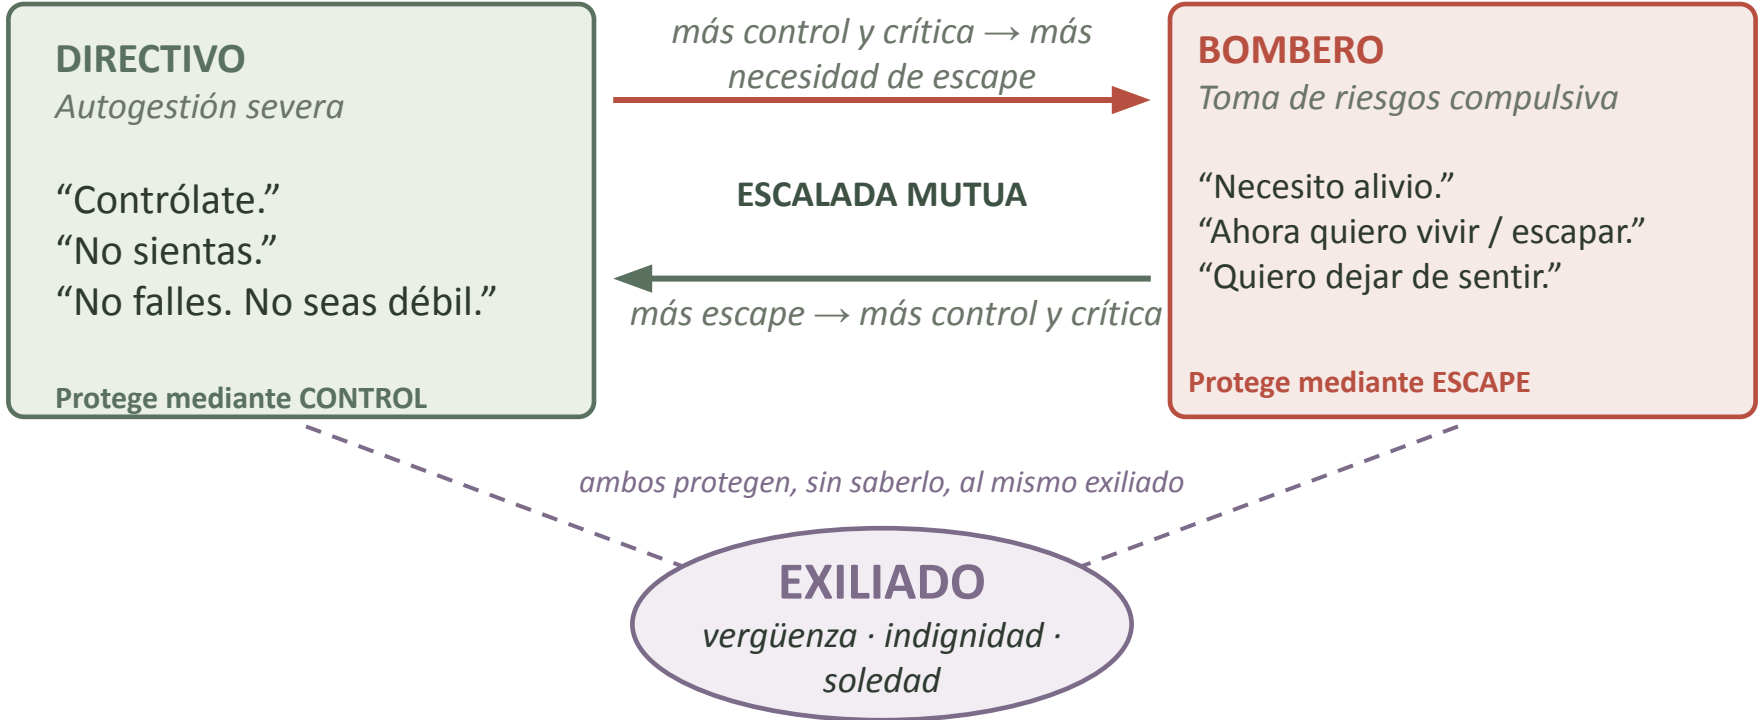 DIRECTIVO
Autogestión severa
“Contrólate.”
“No sientas.”
“No falles. No seas débil.”
Protege mediante CONTROL
más control y crítica → más
necesidad de escape
ESCALADA MUTUA
más escape → más control y crítica
BOMBERO
Toma de riesgos compulsiva
“Necesito alivio.”
“Ahora quiero vivir / escapar.”
“Quiero dejar de sentir.”
Protege mediante ESCAPE
ambos protegen, sin saberlo, al mismo exiliado
EXILIADO
vergüenza · indignidad ·
soledad